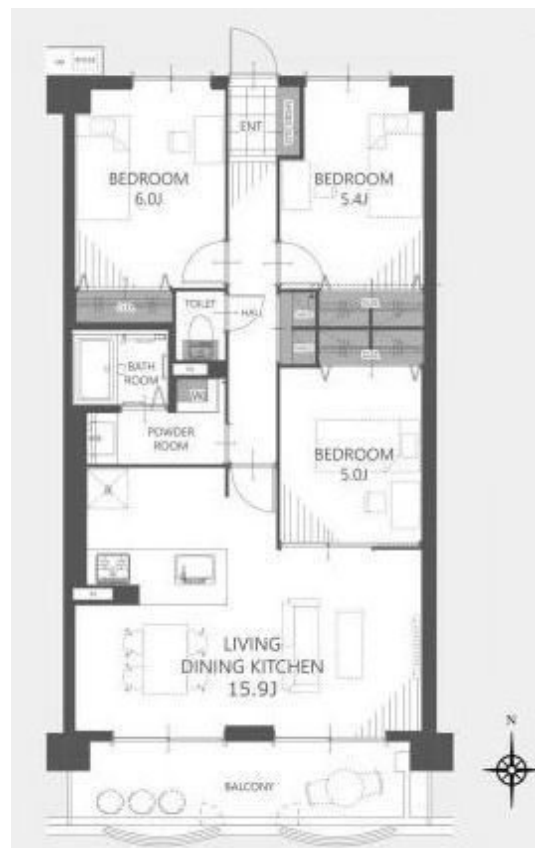 ENT
BEDROOM
6.0J
BEDROOM
5.4J
TOILET
HALL
BATH
ROOM
POWDER
ROOM
BEDROOM
5.0J
LIVING
DINING KITCHEN
15.9J
BALCONY
N